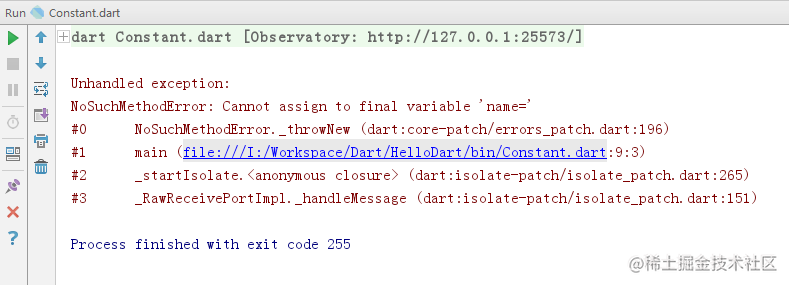 Run Constant.dart
dart Constant.dart [Observatory: http://127.0.0.1:25573/]
Unhandled exception:
NoSuchMethodError: Cannot assign to final variable 'name='
#0 NoSuchMethodError._throwNew (dart:core-patch/errors_patch.dart:196)
#1 main (file:///I:/Workspace/Dart/HelloDart/bin/Constant.dart:9:3)
#2 _startIsolate.<anonymous closure> (dart:isolate-patch/isolate_patch.dart:265)
#3 _RawReceivePortImpl._handleMessage (dart:isolate-patch/isolate_patch.dart:151)
Process finished with exit code 255
@稀土掘金技术社区